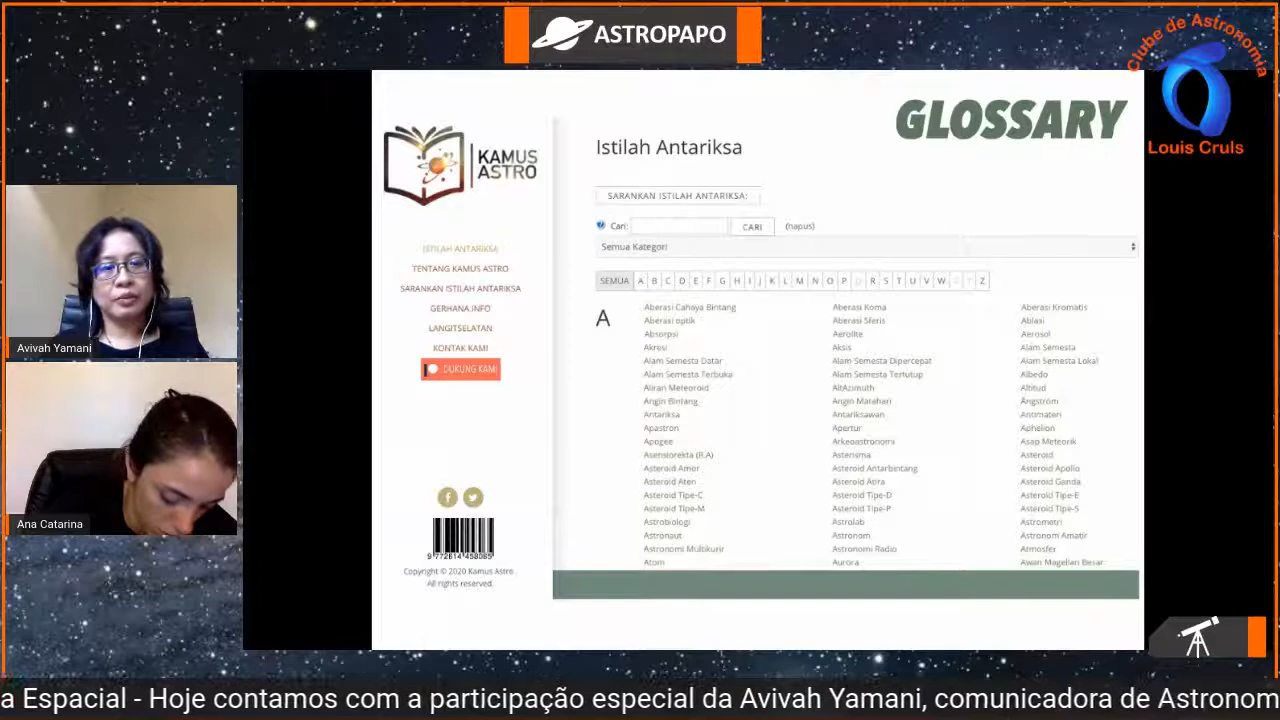 ASTROPAPO
Clube de Astronomia
Louis Cruls
GLOSSARY
KAMUS
ASTRO
Istilah Antariksa
SARANKAN ISTILAH ANTARIKSA:
Cari:
CARI
(hapus)
Semua Kategori
ISTILAH ANTARIKSA
TENTANG KAMUS ASTRO
SARANKAN ISTILAH ANTARIKSA
GERHANA.INFO
LANGITSELATAN
KONTAK KAMI
DUKUNG KAMI
SEMUA A B C D E F G H I J K L M N O P Q R S T U V W X Y Z
A
Aberasi Cahaya Bintang Aberasi Koma Aberasi Kromatis
Aberasi optik Aberasi Sferis Ablasi
Absorpsi Aerolite Aerosol
Akresi Aksis Alam Semesta
Alam Semesta Datar Alam Semesta Dipercepat Alam Semesta Lokal
Alam Semesta Terbuka Alam Semesta Tertutup Albedo
Aliran Meteoroid AltAzimuth Altitud
Angin Bintang Angin Matahari Ångström
Antariksa Antariksawan Antimateri
Apastron Apertur Aphelion
Apogee Arkeoastronomi Asap Meteorik
Asensiorekta (R.A) Asterisma Asteroid
Asteroid Amor Asteroid Antarbintang Asteroid Apollo
Asteroid Aten Asteroid Atira Asteroid Ganda
Asteroid Tipe-C Asteroid Tipe-D Asteroid Tipe-E
Asteroid Tipe-M Asteroid Tipe-P Asteroid Tipe-S
Astrobiologi Astrolab Astrometri
Astronaut Astronom Astronom Amatir
Astronomi Multikurir Astronomi Radio Atmosfer
Atom Aurora Awan Magellan Besar
9 772614 458085
Copyright © 2020 Kamus Astro.
All rights reserved.
Avivah Yamani
Ana Catarina
a Espacial - Hoje contamos com a participação especial da Avivah Yamani, comunicadora de Astronom